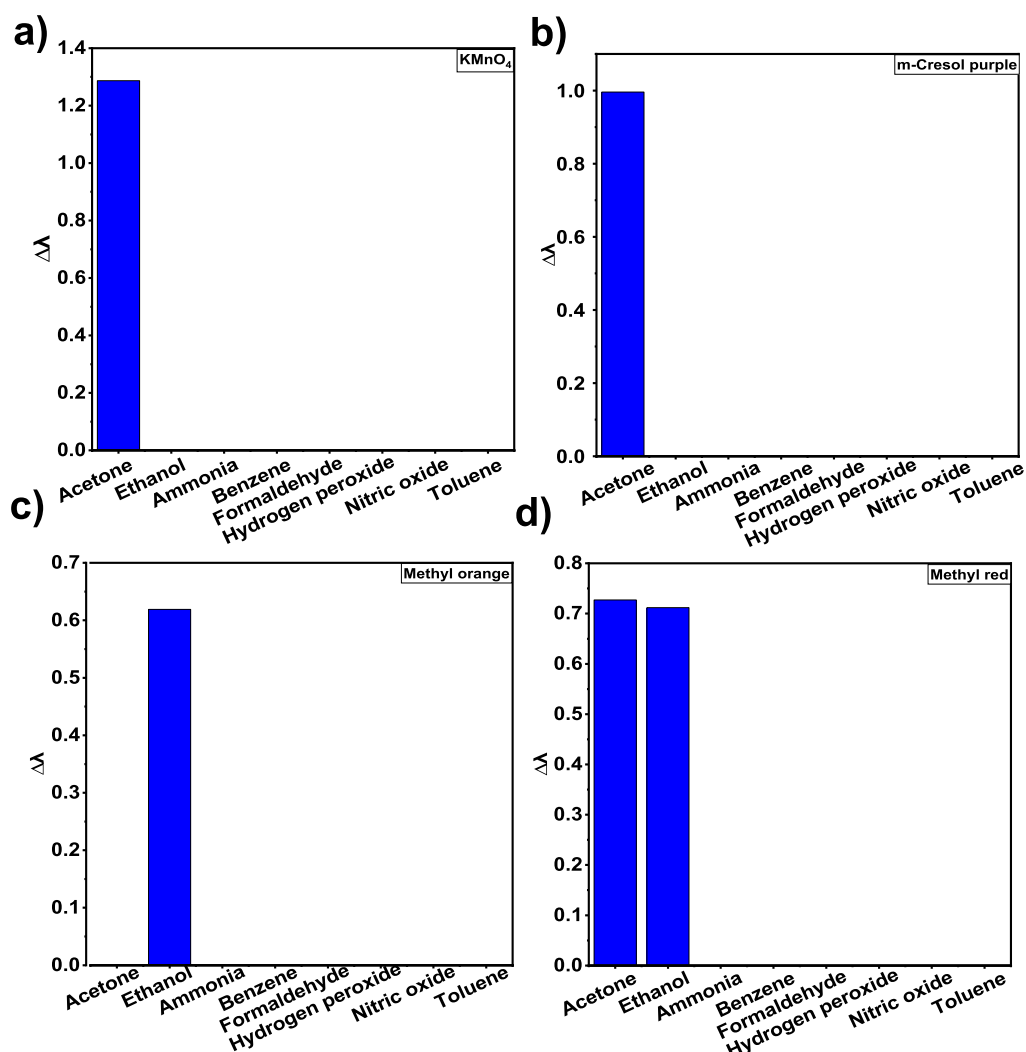 a)
KMnO₄
1.4
1.2
1.0
0.8
0.6
0.4
0.2
0.0
Δλ
Acetone
Ethanol
Ammonia
Benzene
Formaldehyde
Hydrogen peroxide
Nitric oxide
Toluene
b)
m-Cresol purple
1.0
0.8
0.6
0.4
0.2
0.0
Δλ
Acetone
Ethanol
Ammonia
Benzene
Formaldehyde
Hydrogen peroxide
Nitric oxide
Toluene
c)
Methyl orange
0.7
0.6
0.5
0.4
0.3
0.2
0.1
0.0
Δλ
Acetone
Ethanol
Ammonia
Benzene
Formaldehyde
Hydrogen peroxide
Nitric oxide
Toluene
d)
Methyl red
0.8
0.7
0.6
0.5
0.4
0.3
0.2
0.1
0.0
Δλ
Acetone
Ethanol
Ammonia
Benzene
Formaldehyde
Hydrogen peroxide
Nitric oxide
Toluene